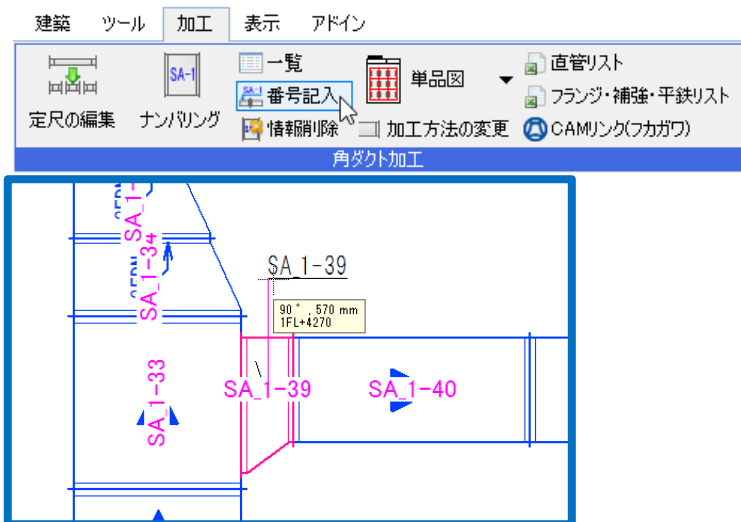 建築 ツール 加工 表示 アドイン
定尺の編集
SA-1
ナンバリング
一覧
番号記入
情報削除
単品図
加工方法の変更
直管リスト
フランジ・補強・平鉄リスト
CAMリンク(フカガワ)
角ダクト加工
SA_1-34
SA_1-33
SA_1-39
90°, 570 mm
1FL+4270
SA_1-39
SA_1-40